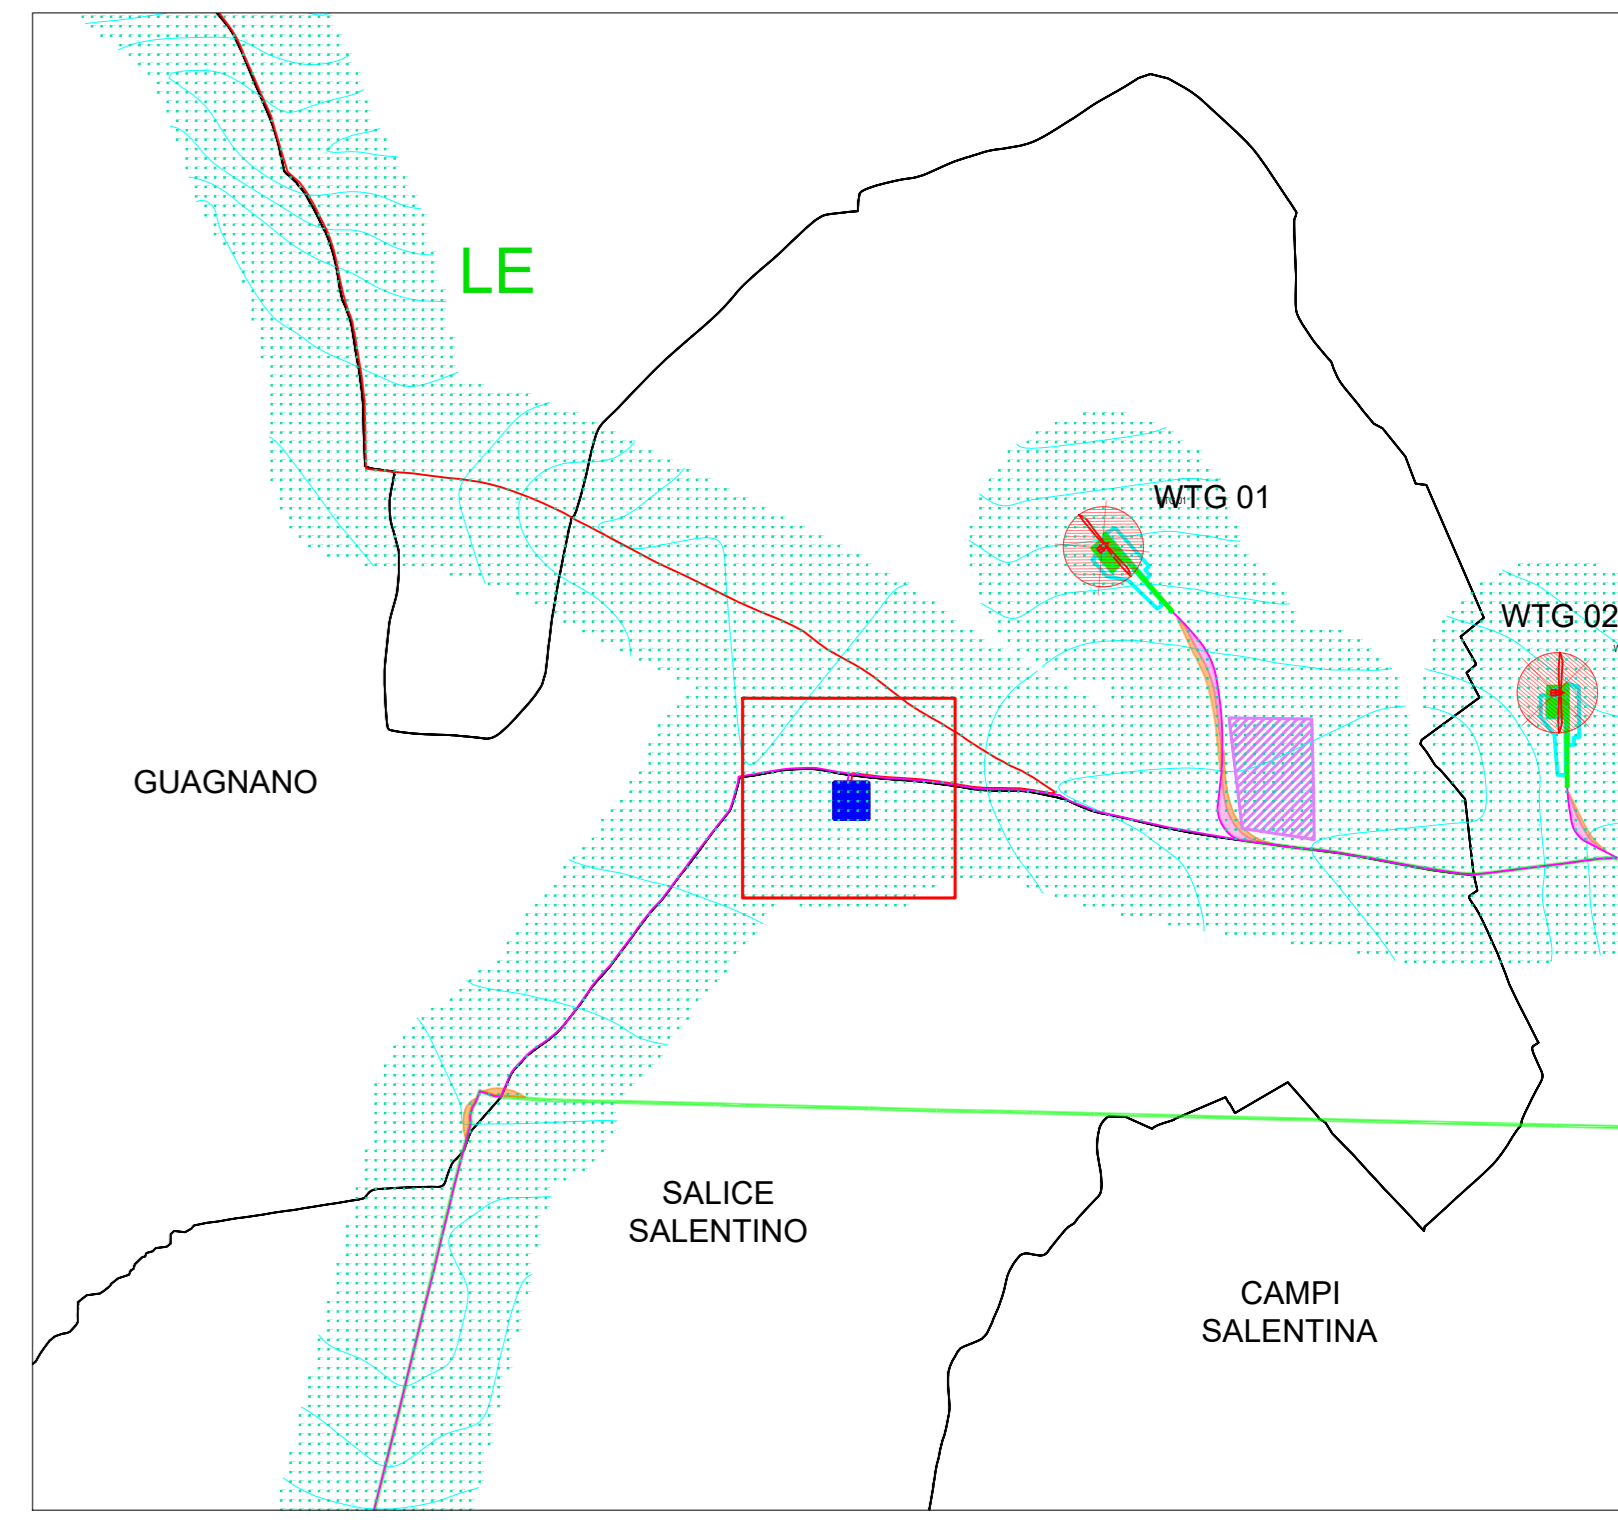 LE
WTG 01
WTG 02
GUAGNANO
SALICE
SALENTINO
CAMPI
SALENTINA